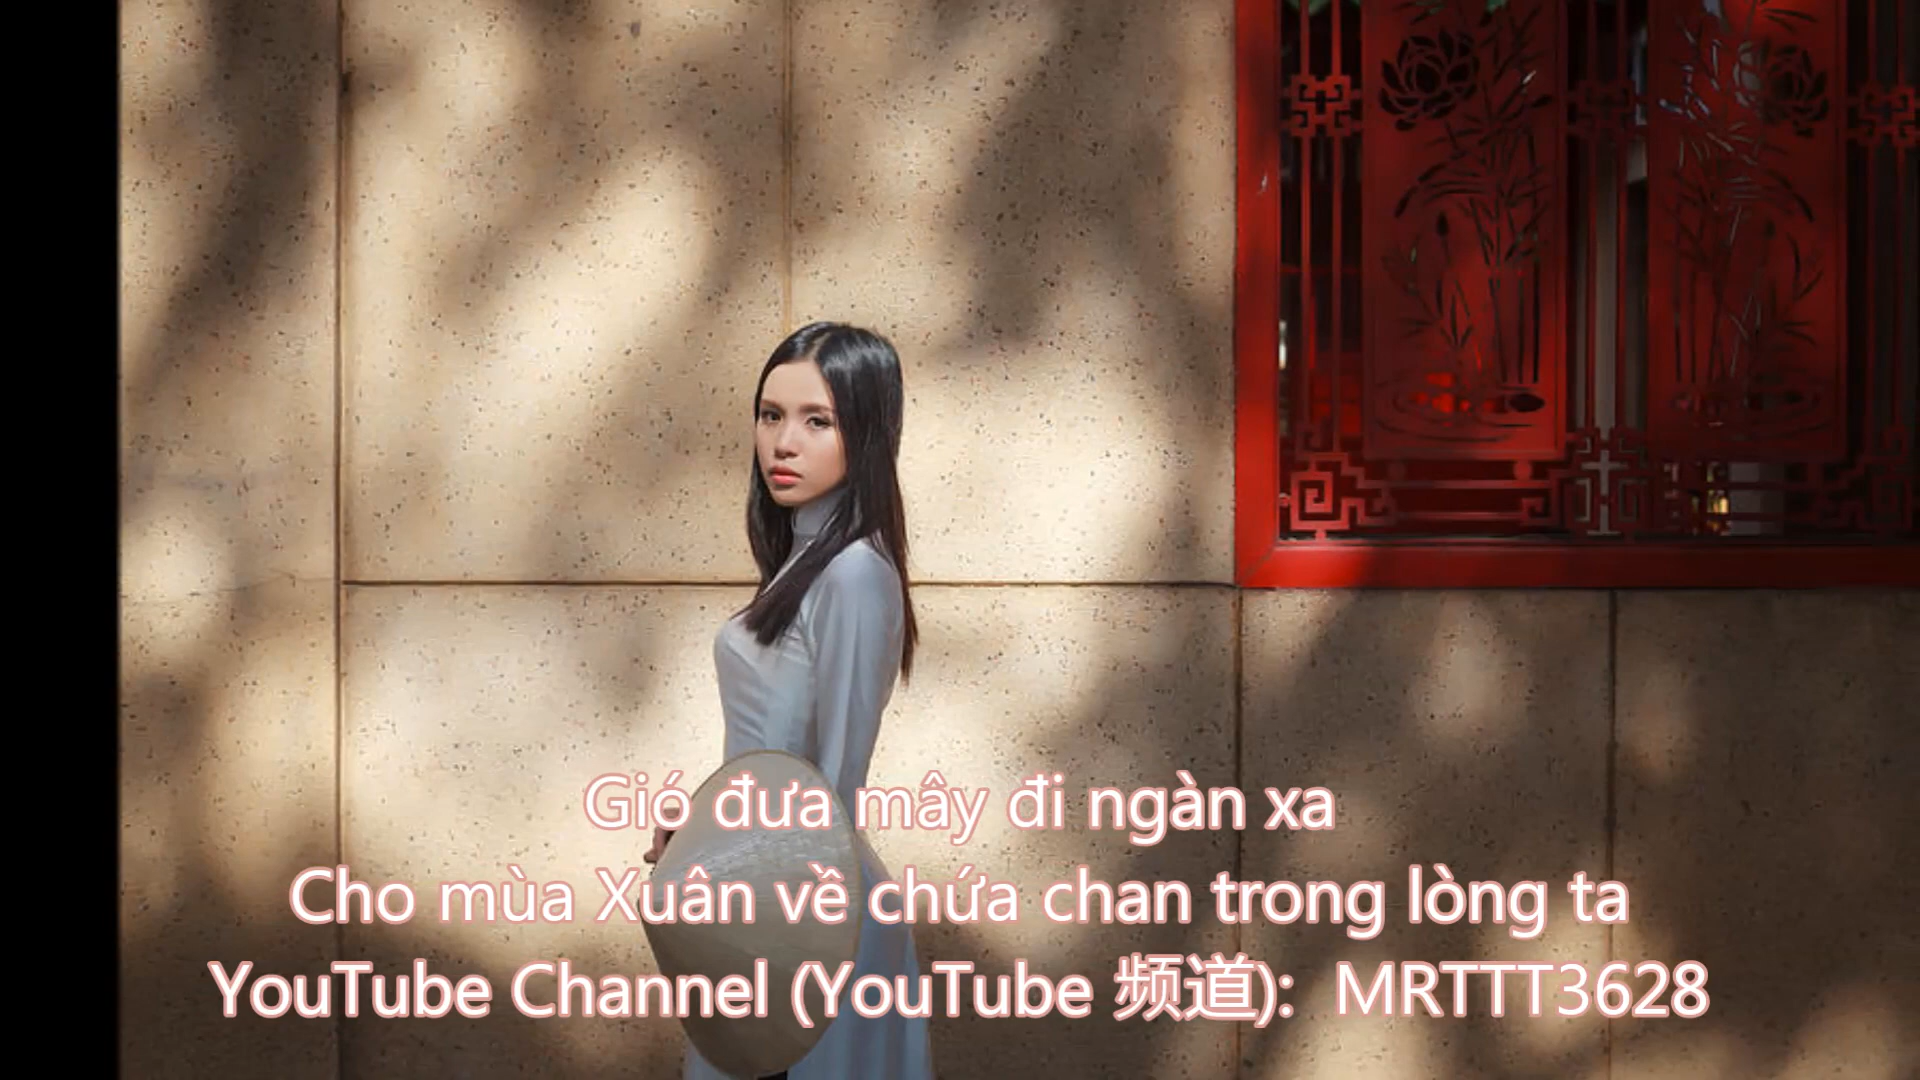 Gió đưa mây đi ngàn xa
Cho mùa Xuân về chứa chan trong lòng ta
YouTube Channel (YouTube 频道):  MRTTT3628